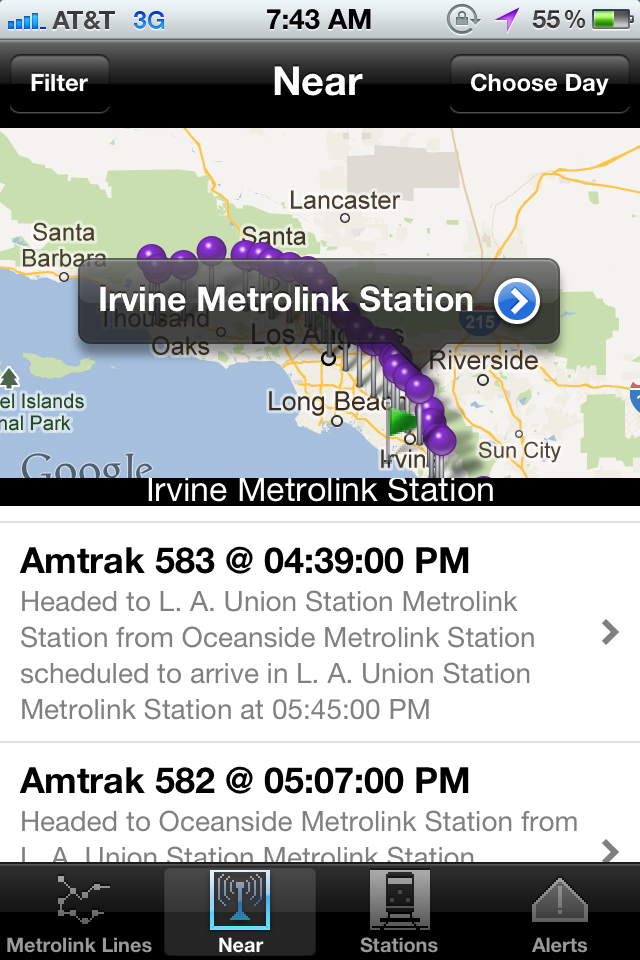 AT&T 3G 7:43 AM 55%
Filter Near Choose Day
Lancaster
Santa
Barbara
Santa
Irvine Metrolink Station
215
Thousand
Oaks
Los Angeles
Riverside
el Islands
nal Park
Long Beach
Irvin
Sun City
Google
Irvine Metrolink Station
Amtrak 583 @ 04:39:00 PM
Headed to L. A. Union Station Metrolink
Station from Oceanside Metrolink Station
scheduled to arrive in L. A. Union Station
Metrolink Station at 05:45:00 PM
Amtrak 582 @ 05:07:00 PM
Headed to Oceanside Metrolink Station from
L. A. Union Station Metrolink Station
Metrolink Lines Near Stations Alerts